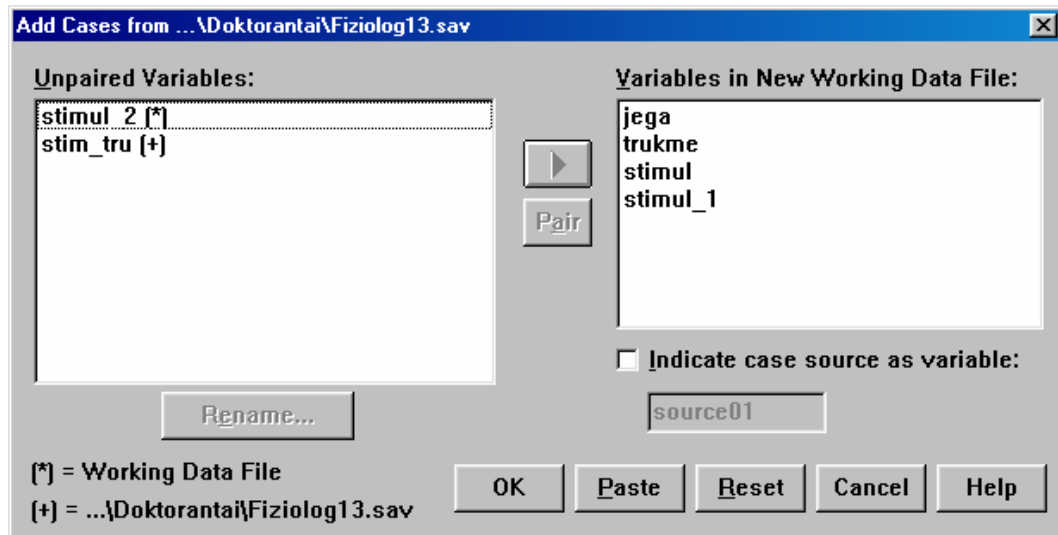 Add Cases from ...\Doktorantai\Fiziolog13.sav
Unpaired Variables:
stimul_2 (*)
stim_tru (+)
Pair
Variables in New Working Data File:
jega
trukme
stimul
stimul_1
Indicate case source as variable:
source01
Rename...
(*) = Working Data File
(+) = ...\Doktorantai\Fiziolog13.sav
OK Paste Reset Cancel Help